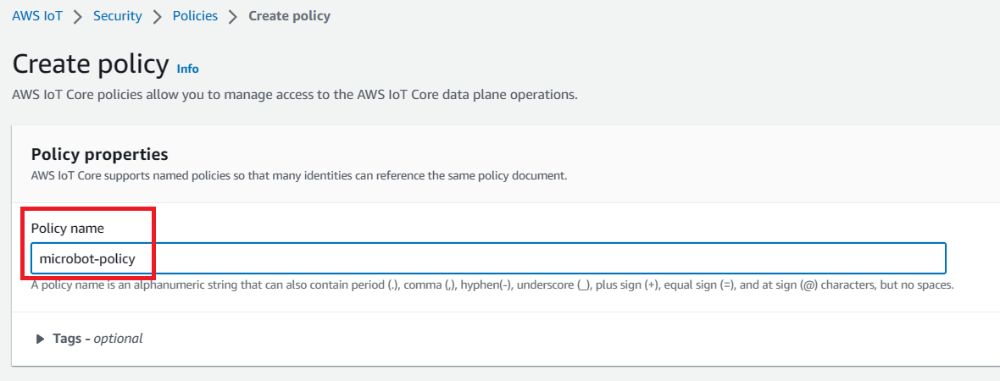 AWS IoT > Security > Policies > Create policy
Create policy Info
AWS IoT Core policies allow you to manage access to the AWS IoT Core data plane operations.
Policy properties
AWS IoT Core supports named policies so that many identities can reference the same policy document.
Policy name
microbot-policy
A policy name is an alphanumeric string that can also contain period (.), comma (,), hyphen(-), underscore (_), plus sign (+), equal sign (=), and at sign (@) characters, but no spaces.
Tags - optional